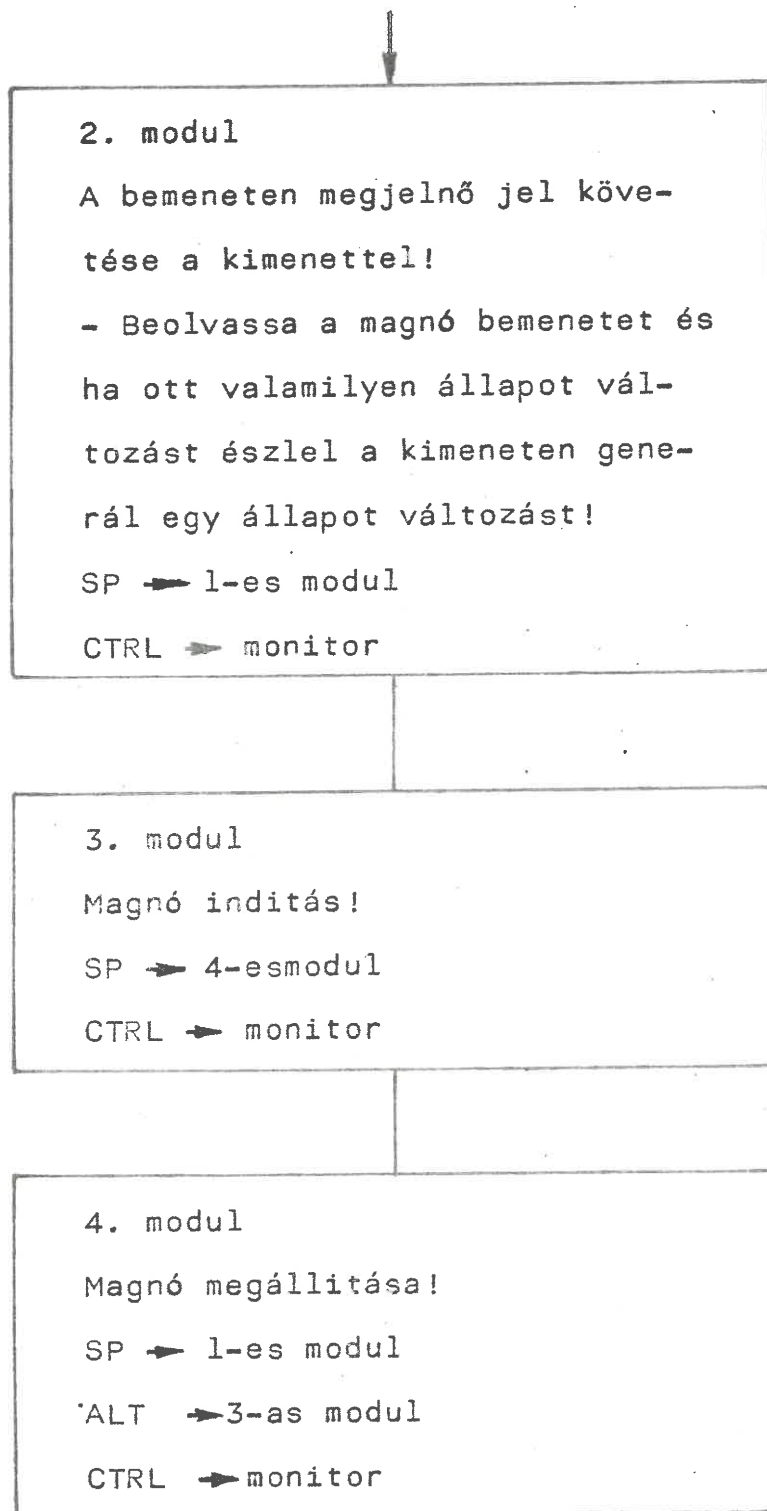 2. modul
A bemeneten megjelnő jel köve-
tése a kimenettel!
- Beolvassa a magnó bemenetet és
ha ott valamilyen állapot vál-
tozást észlel a kimeneten gene-
rál egy állapot változást!
SP → 1-es modul
CTRL → monitor
3. modul
Magnó inditás!
SP → 4-esmodul
CTRL → monitor
4. modul
Magnó megállitása!
SP → 1-es modul
ALT → 3-as modul
CTRL → monitor